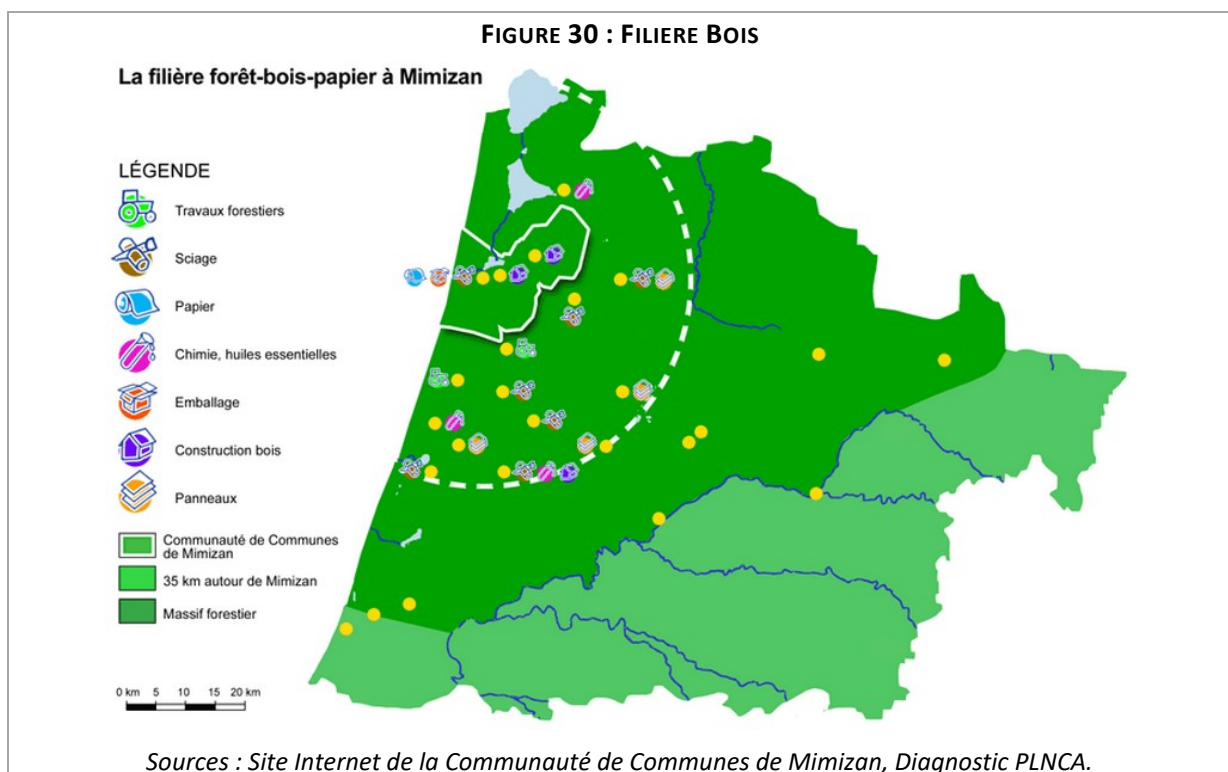 FIGURE 30 : FILIERE BOIS
La filière forêt-bois-papier à Mimizan
LÉGENDE
Travaux forestiers
Sciage
Papier
Chimie, huiles essentielles
Emballage
Construction bois
Panneaux
Communauté de Communes
de Mimizan
35 km autour de Mimizan
Massif forestier
0 km 5 10 15 20 km
Sources : Site Internet de la Communauté de Communes de Mimizan, Diagnostic PLNCA.